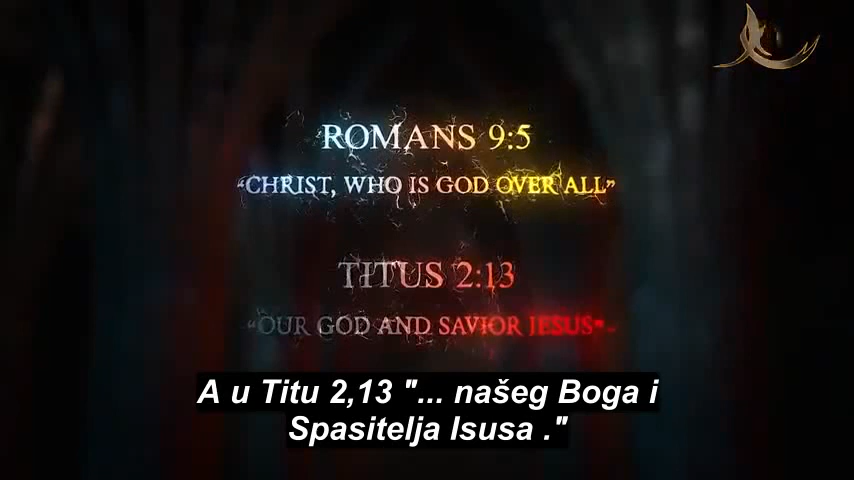 ROMANS 9:5
“CHRIST, WHO IS GOD OVER ALL”
TITUS 2:13
“OUR GOD AND SAVIOR JESUS”
A u Titu 2,13 "... našeg Boga i
Spasitelja Isusa ."